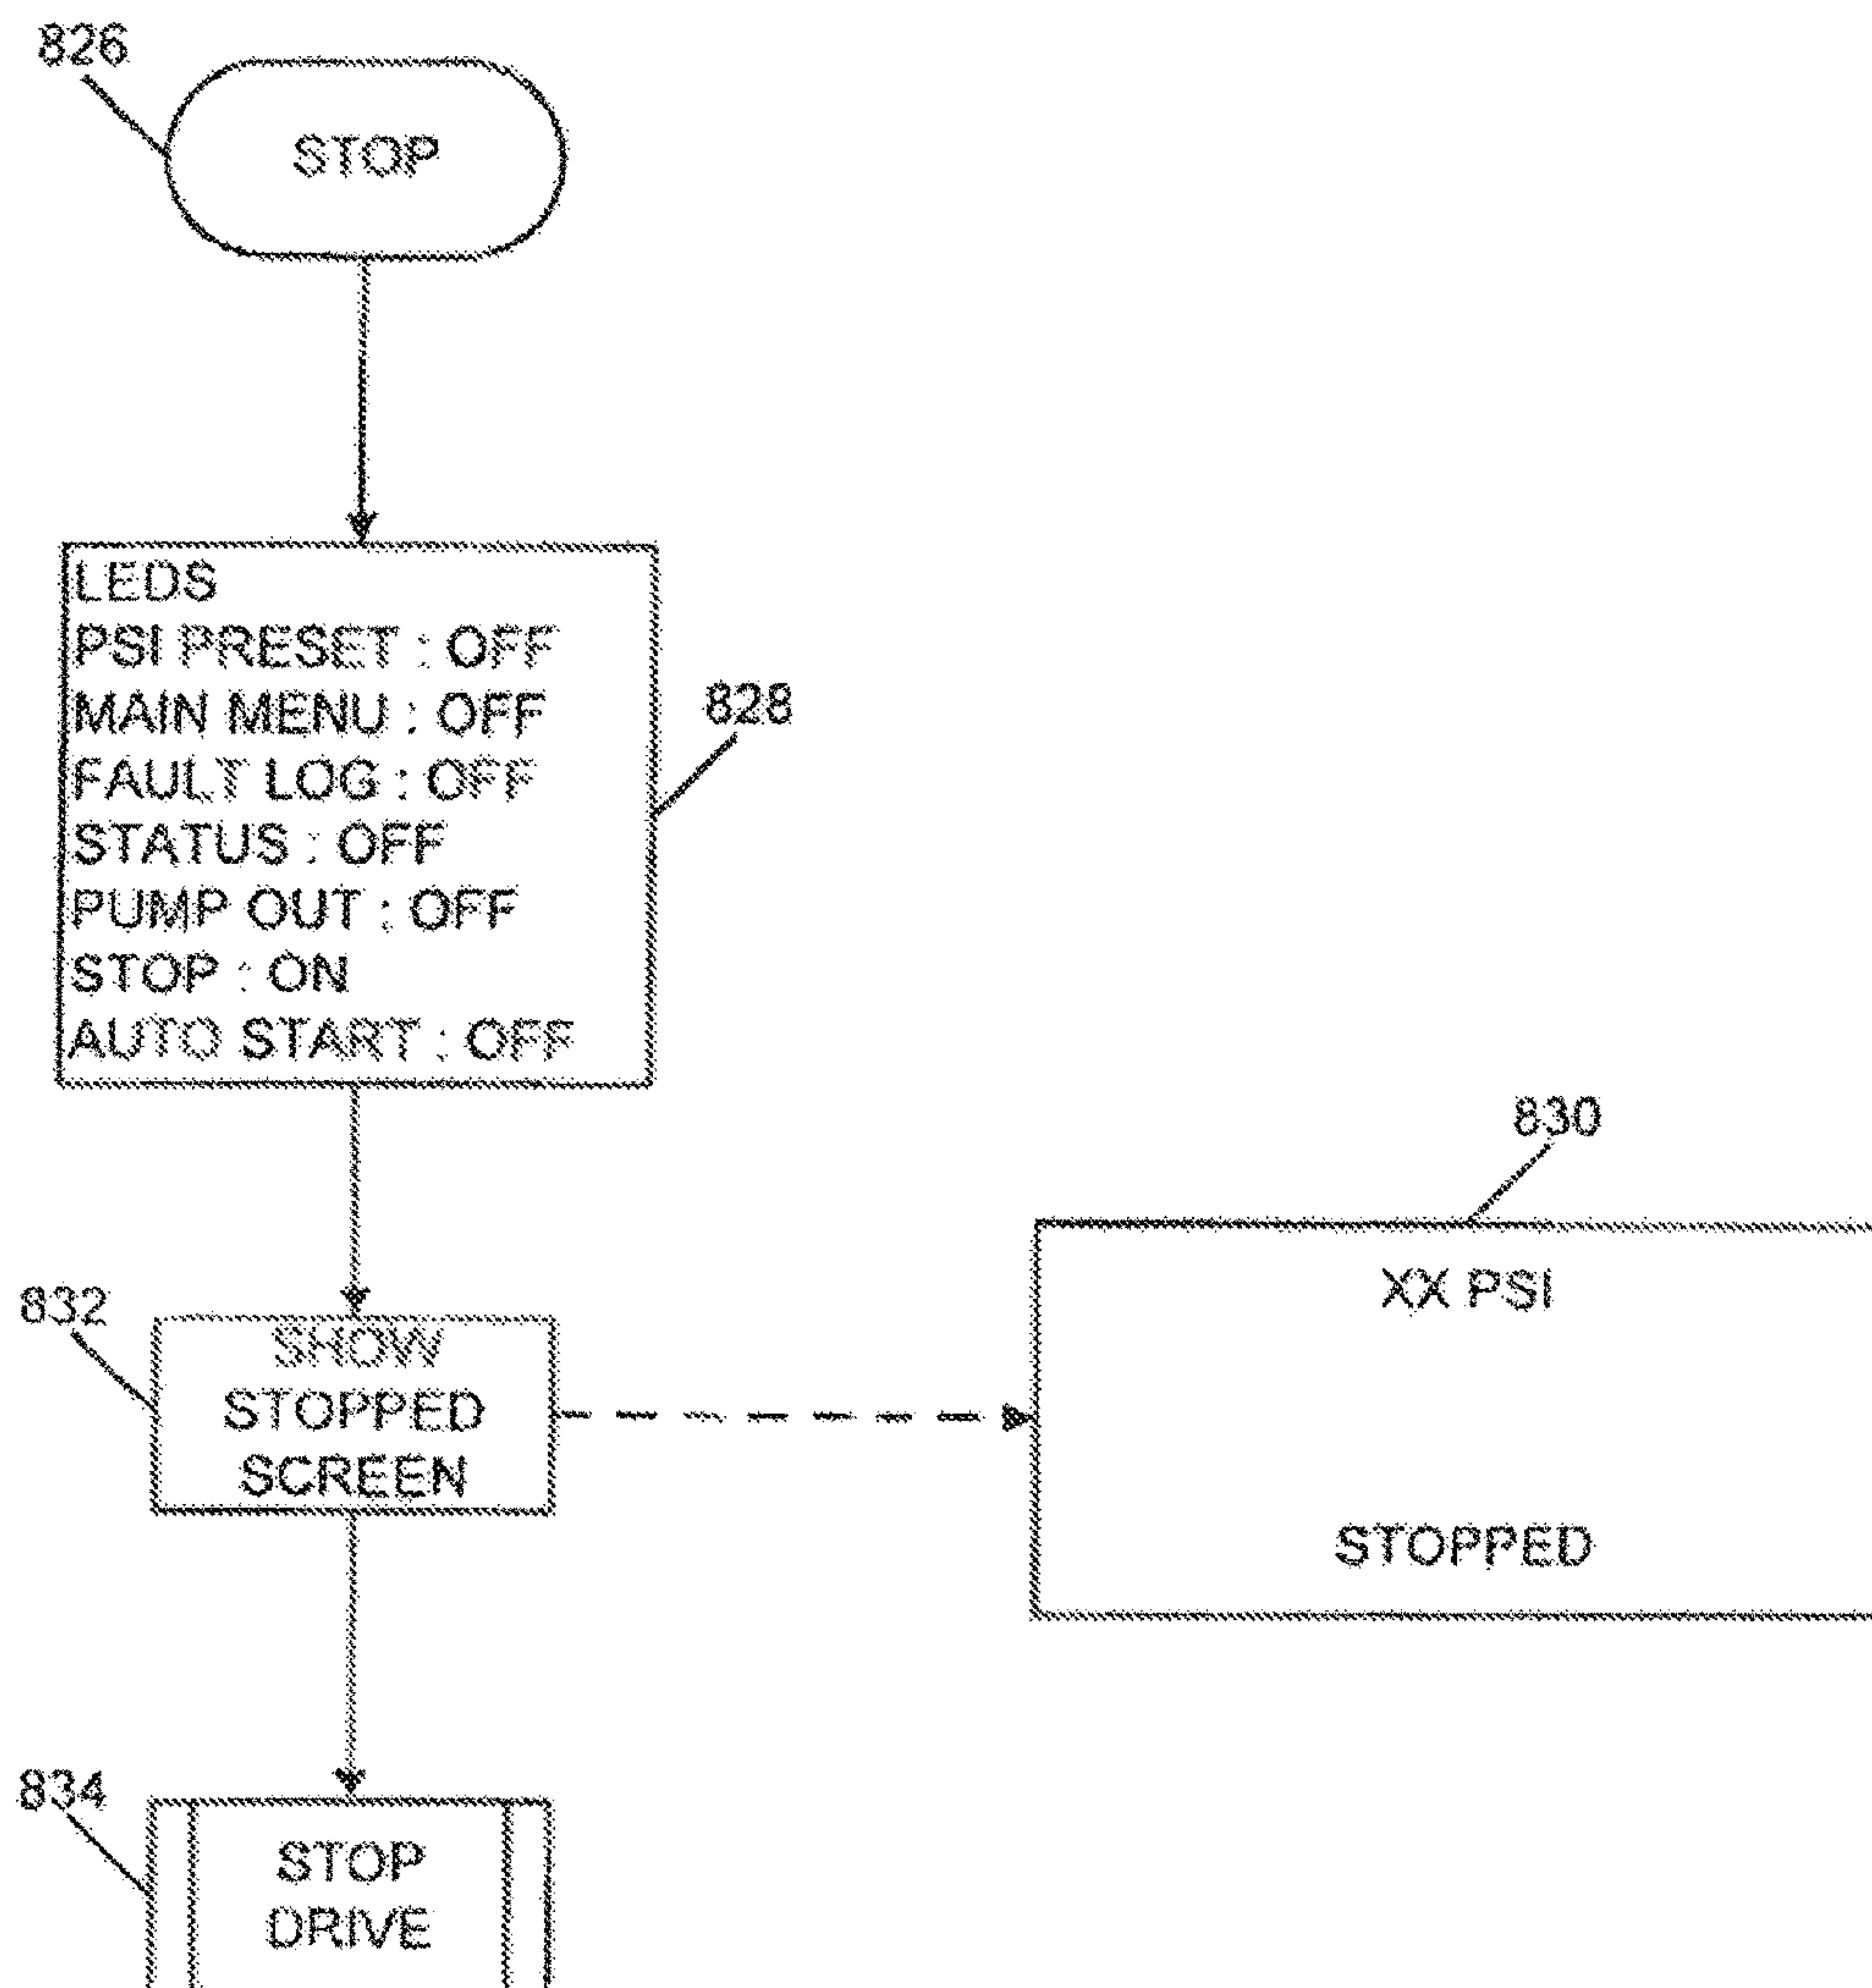 826
STOP
LEDS
PSI PRESET : OFF
MAIN MENU : OFF
FAULT LOG : OFF
STATUS : OFF
PUMP OUT : OFF
STOP : ON
AUTO START : OFF
828
830
XX PSI
STOPPED
832
SHOW
STOPPED
SCREEN
834
STOP
DRIVE